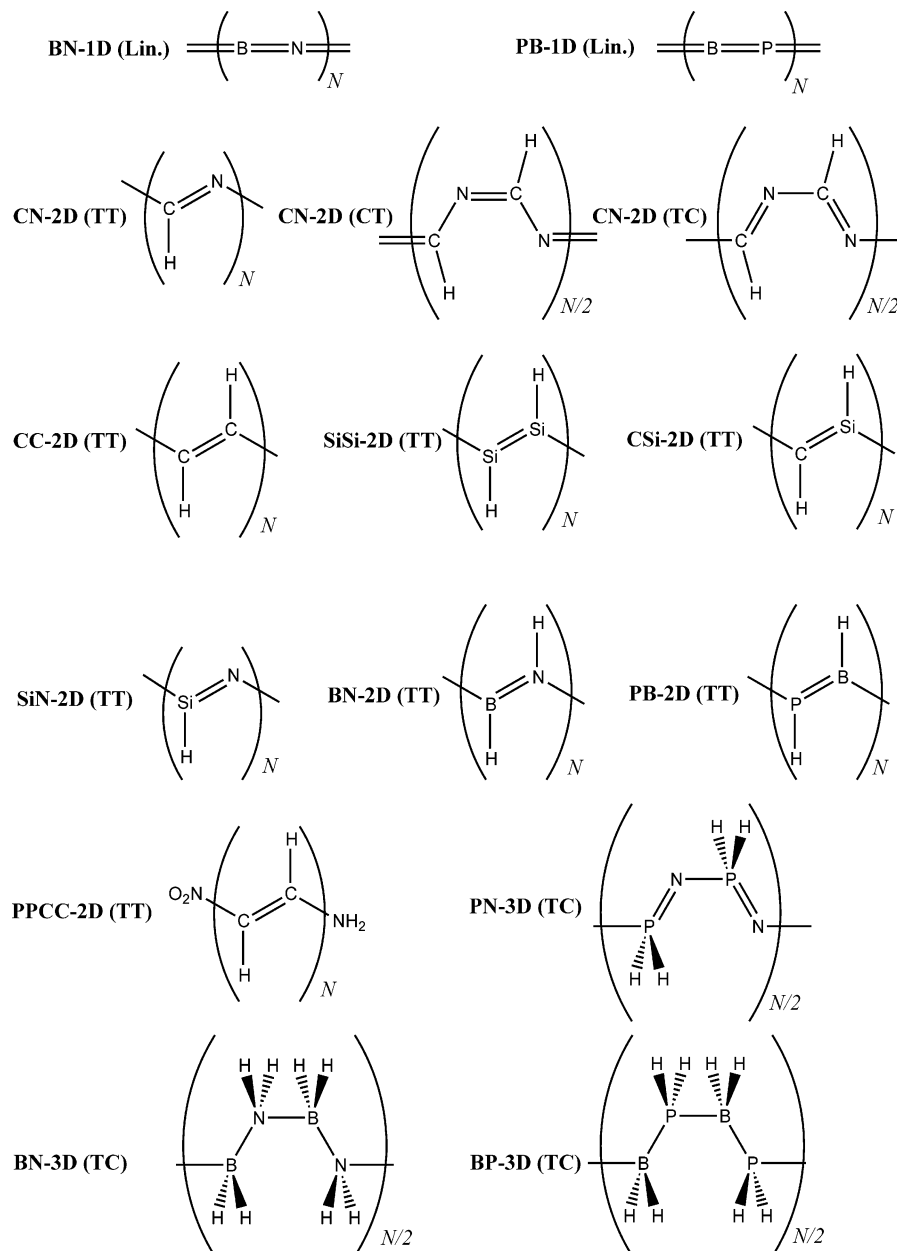 BN-1D (Lin.) B N N PB-1D (Lin.) B P N
H H
CN-2D (TT) C N H N CN-2D (CT) N C C N H N/2 CN-2D (TC) N C C N H N/2
H H H
CC-2D (TT) C C H N SiSi-2D (TT) Si Si H N CSi-2D (TT) C Si H N
H H
SiN-2D (TT) Si N H N BN-2D (TT) B N H N PB-2D (TT) P B H N
H H H
PPCC-2D (TT) O2N C C NH2 H N PN-3D (TC) N P P N H H N/2
H H H H H H H H
N B P B
BN-3D (TC) B N BP-3D (TC) B P
H H H H H H H H
N/2 N/2